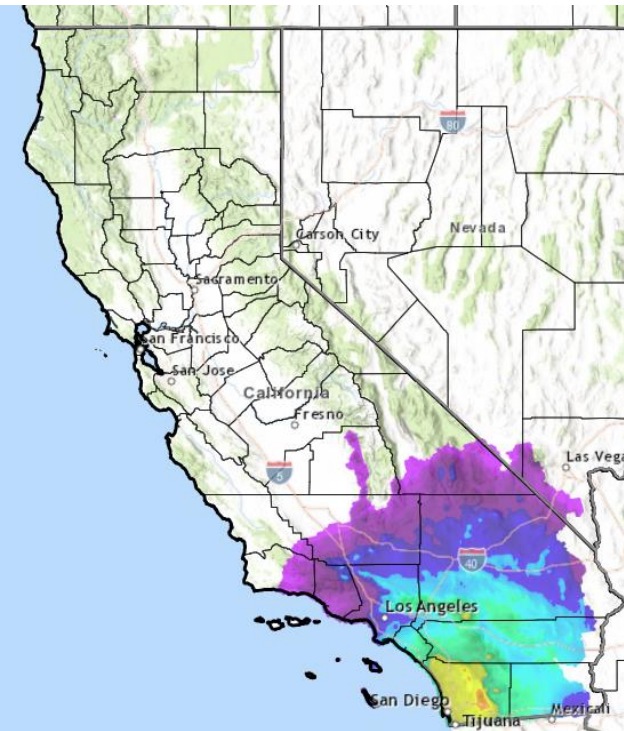 80
Carson City
Nevada
Sacramento
San Francisco
San Jose
California
Fresno
5
Las Vega
40
Los Angeles
San Diego
Mexicali
Tijuana